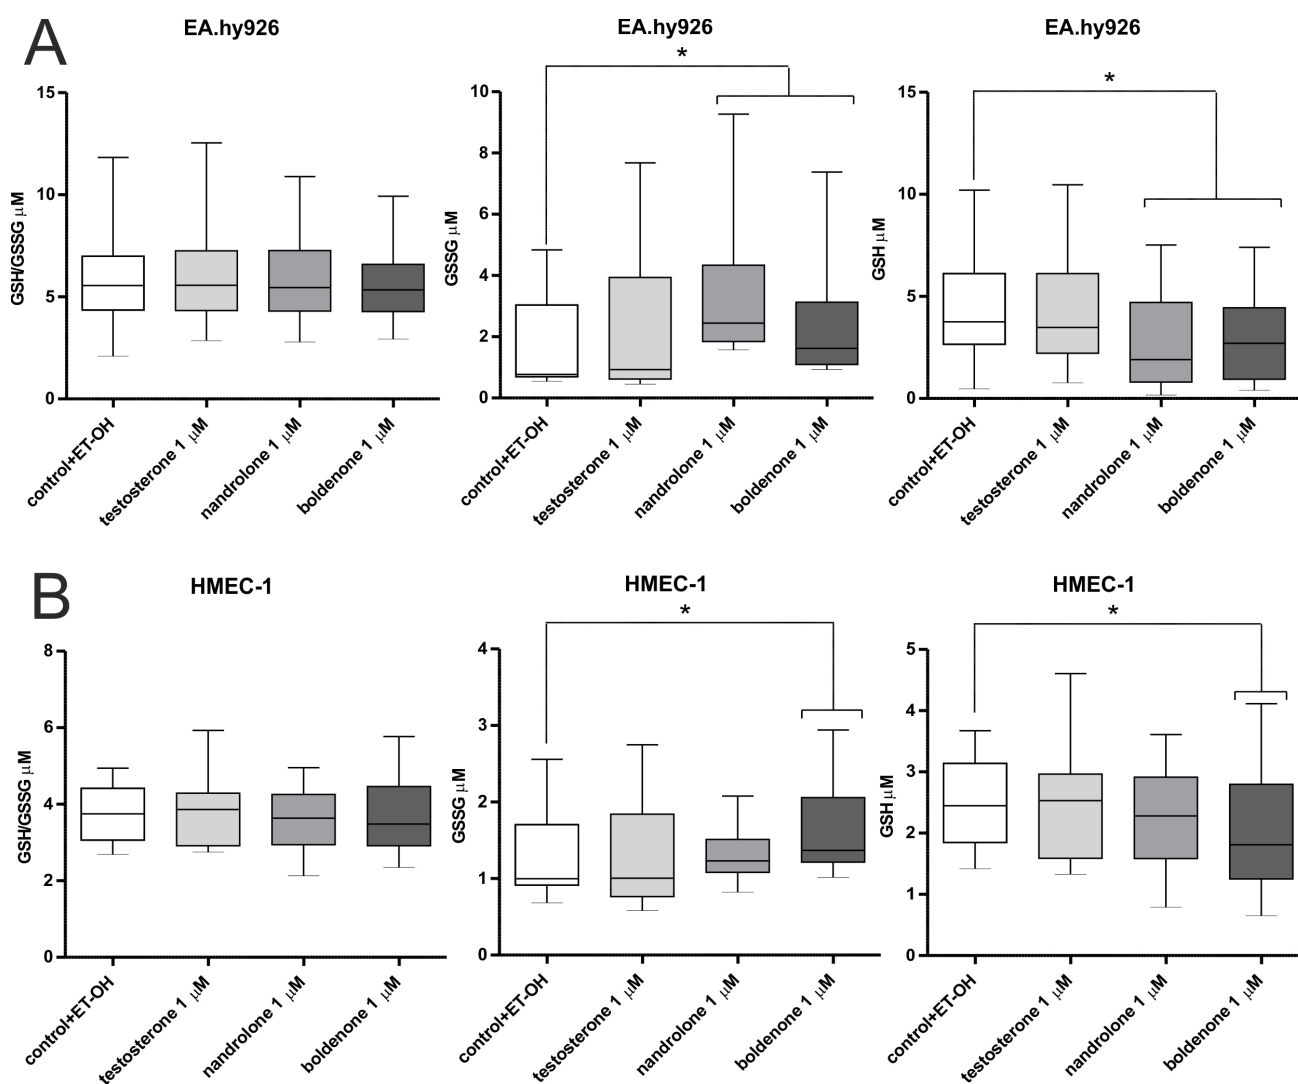 A
EA.hy926
GSH/GSSG μM
15
10
5
0
control+ET-OH
testosterone 1 μM
nandrolone 1 μM
boldenone 1 μM
EA.hy926
*
GSSG μM
10
8
6
4
2
0
control+ET-OH
testosterone 1 μM
nandrolone 1 μM
boldenone 1 μM
EA.hy926
*
GSH μM
15
10
5
0
control+ET-OH
testosterone 1 μM
nandrolone 1 μM
boldenone 1 μM
B
HMEC-1
GSH/GSSG μM
8
6
4
2
0
control+ET-OH
testosterone 1 μM
nandrolone 1 μM
boldenone 1 μM
HMEC-1
*
GSSG μM
4
3
2
1
0
control+ET-OH
testosterone 1 μM
nandrolone 1 μM
boldenone 1 μM
HMEC-1
*
GSH μM
5
4
3
2
1
0
control+ET-OH
testosterone 1 μM
nandrolone 1 μM
boldenone 1 μM